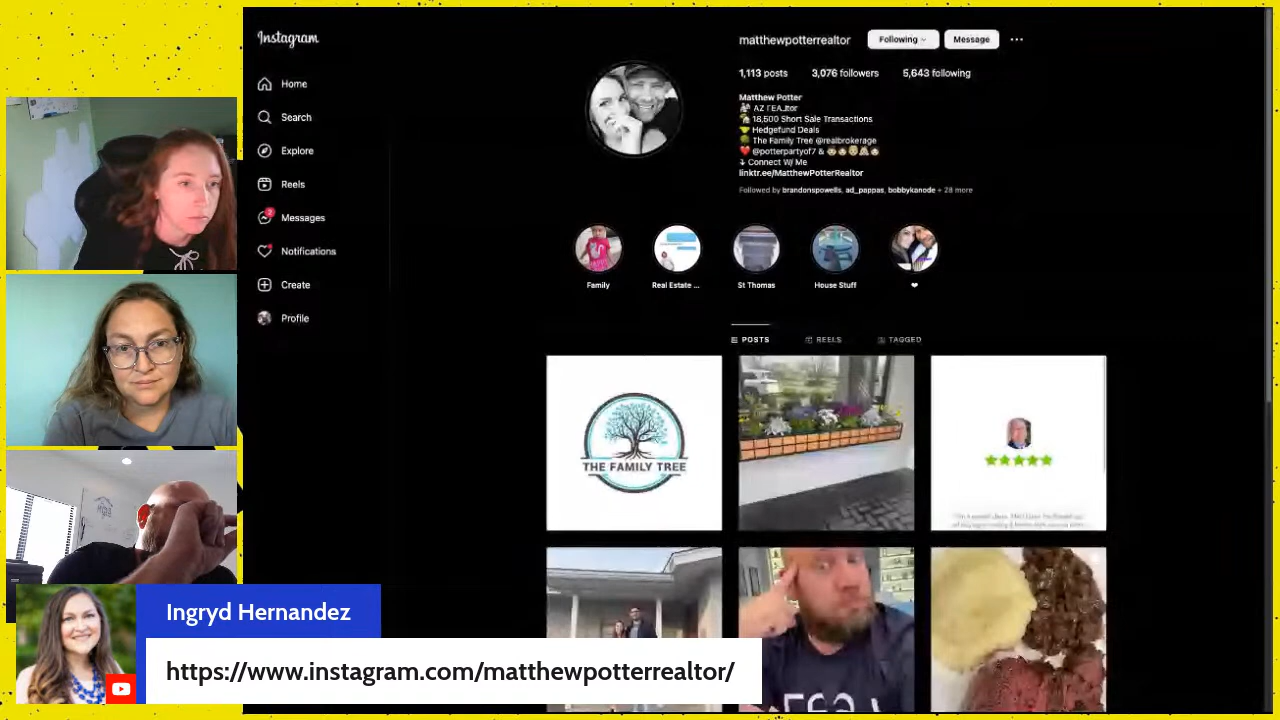 Instagram
Home
Search
Explore
Reels
2
Messages
Notifications
Create
Profile
matthewpotterrealtor
Following
Message
1,113 posts 3,076 followers 5,643 following
Matthew Potter
18,500 Short Sale Transactions
Hedgefund Deals
The Family Tree @realbrokerage
@potterpartyof7 &
Connect W/ Me
linktr.ee/MatthewPotterRealtor
Followed by brandonspowells, ad_pappas, bobbykanode + 28 more
Family
Real Estate ...
St Thomas
House Stuff
POSTS
REELS
TAGGED
THE FAMILY TREE
Ingryd Hernandez
https://www.instagram.com/matthewpotterrealtor/